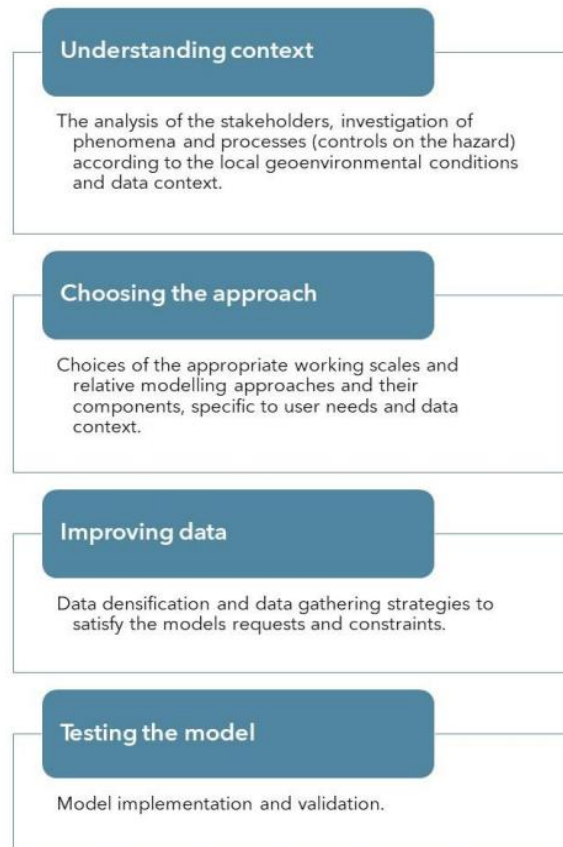 Understanding context
The analysis of the stakeholders, investigation of
phenomena and processes (controls on the hazard)
according to the local geoenvironmental conditions
and data context.
Choosing the approach
Choices of the appropriate working scales and
relative modelling approaches and their
components, specific to user needs and data
context.
Improving data
Data densification and data gathering strategies to
satisfy the models requests and constraints.
Testing the model
Model implementation and validation.